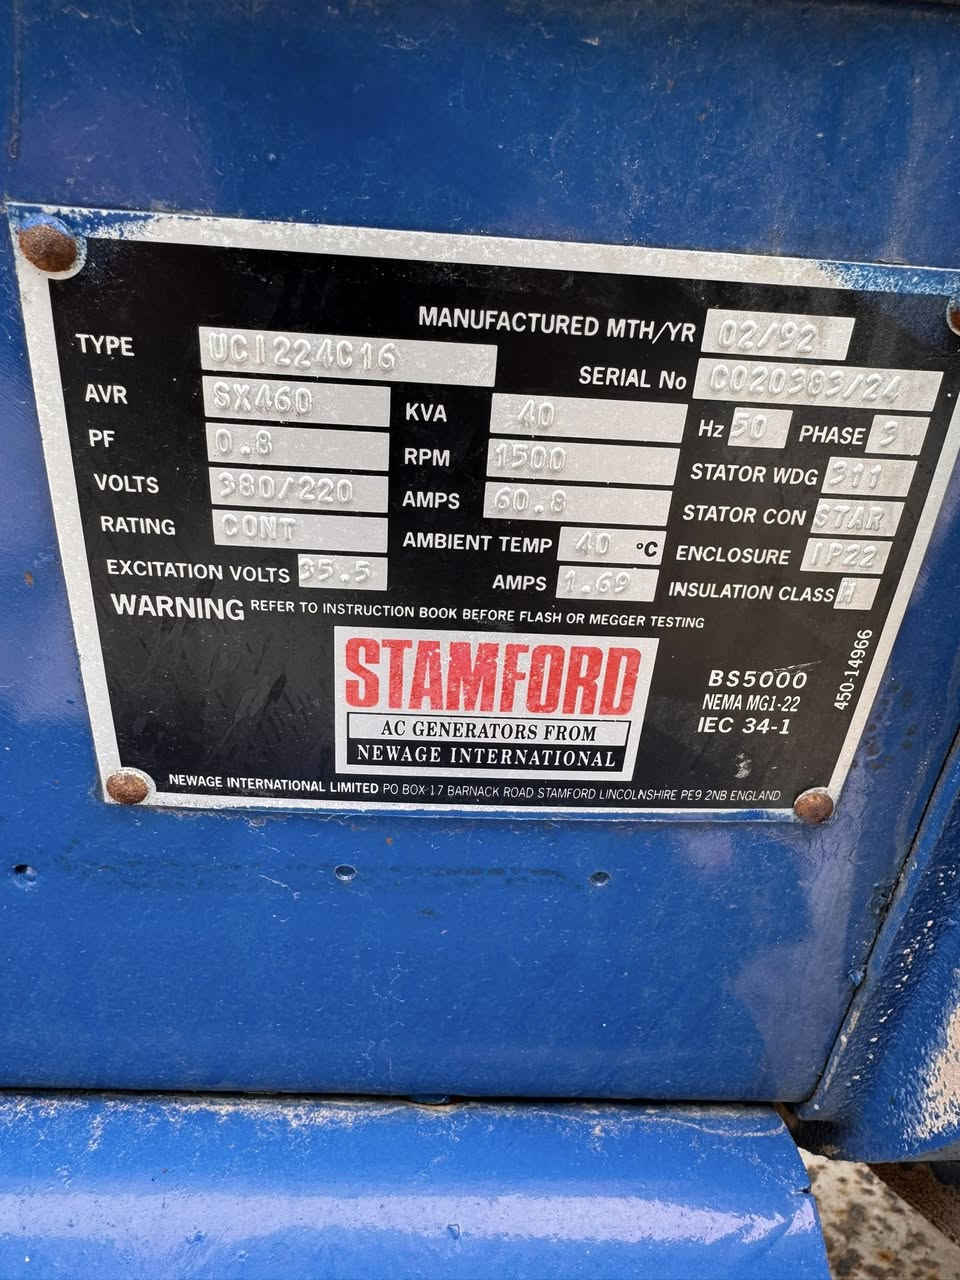 MANUFACTURED MTH/YR 02/92
TYPE UCI224C16
SERIAL No C020383/24
AVR SX460
KVA 40
Hz 50 PHASE 3
PF 0.8
RPM 1500
STATOR WDG 311
VOLTS 380/220
AMPS 60.8
STATOR CON STAR
RATING CONT
AMBIENT TEMP 40 °C
ENCLOSURE IP22
EXCITATION VOLTS 35.5
AMPS 1.69
INSULATION CLASS H
WARNING REFER TO INSTRUCTION BOOK BEFORE FLASH OR MEGGER TESTING
STAMFORD
AC GENERATORS FROM
NEWAGE INTERNATIONAL
BS5000
NEMA MG1-22
IEC 34-1
450-14966
NEWAGE INTERNATIONAL LIMITED PO BOX 17 BARNACK ROAD STAMFORD LINCOLNSHIRE PE9 2NB ENGLAND